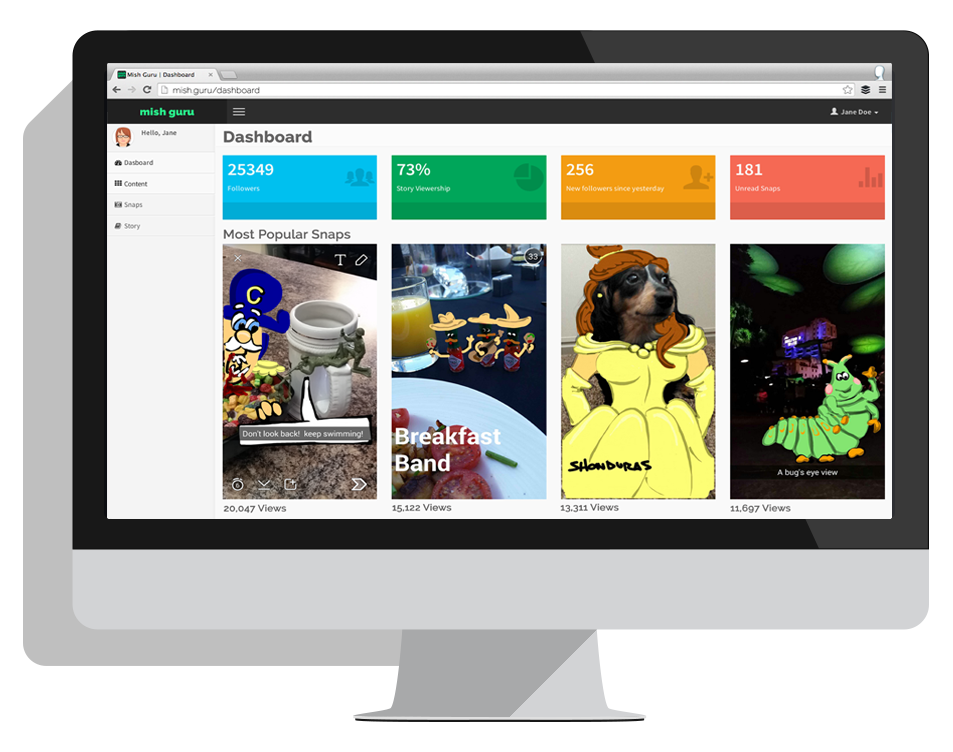 Mish Guru | Dashboard
mish.guru/dashboard
mish guru
Jane Doe
Hello, Jane
Dashboard
Dasboard
Content
Snaps
Story
25349
Followers
73%
Story Viewership
256
New followers since yesterday
181
Unread Snaps
Most Popular Snaps
T
C
Don't look back! keep swimming!
6
20,047 Views
33
Breakfast
Band
15,122 Views
SHONDURAS
13,311 Views
A bug's eye view
11,697 Views